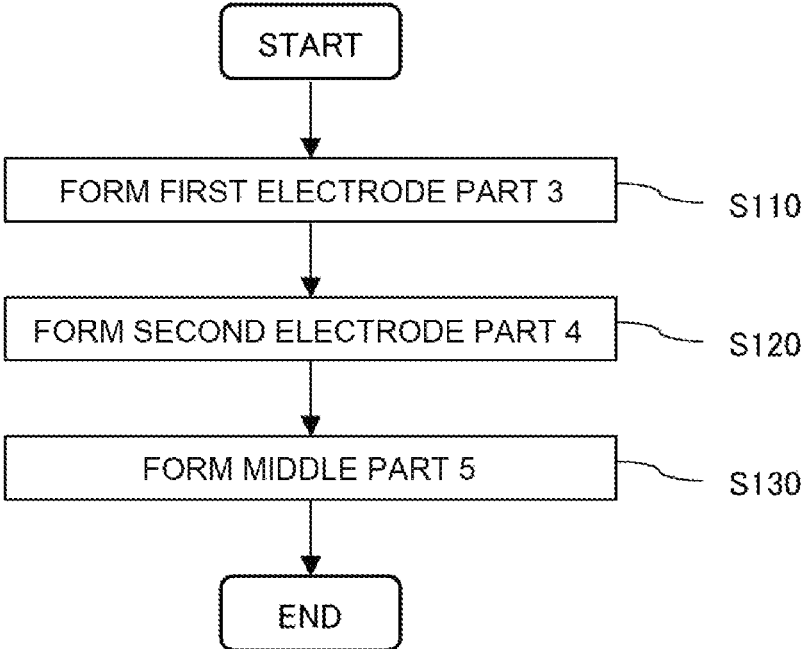 START
FORM FIRST ELECTRODE PART 3
S110
FORM SECOND ELECTRODE PART 4
S120
FORM MIDDLE PART 5
S130
END